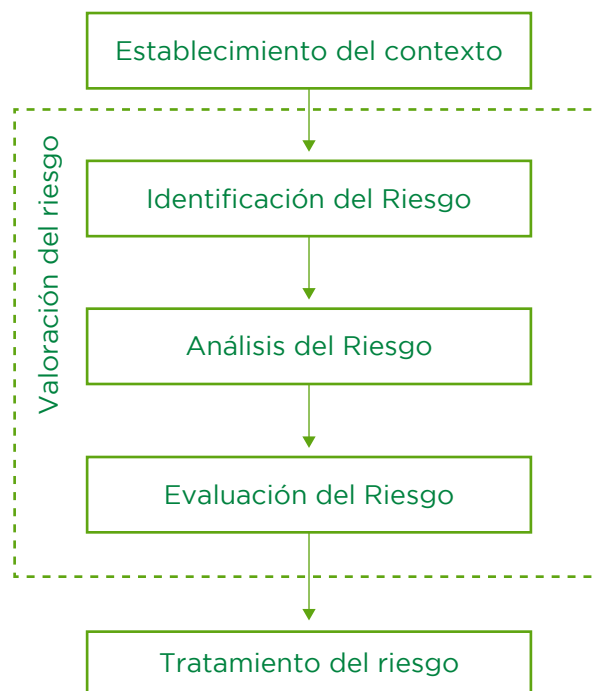 Establecimiento del contexto
Valoración del riesgo
Identificación del Riesgo
Análisis del Riesgo
Evaluación del Riesgo
Tratamiento del riesgo